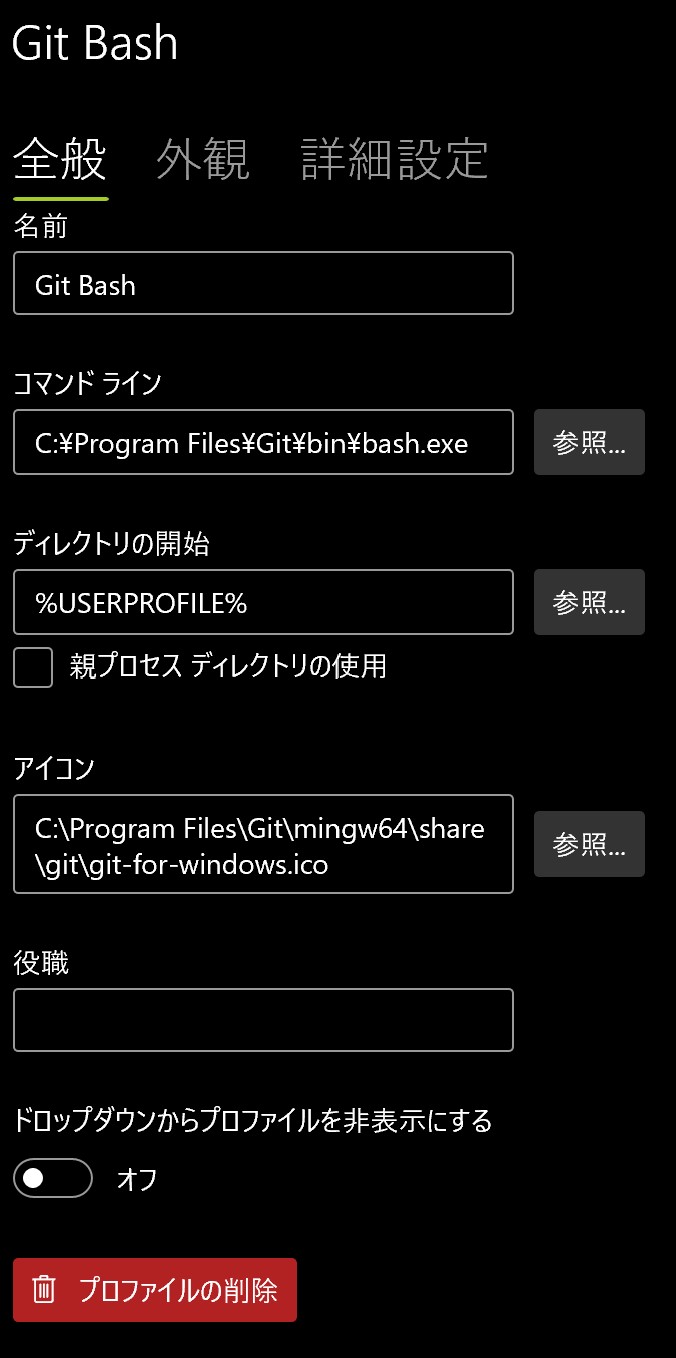 Git Bash
全般 外観 詳細設定
名前
Git Bash
コマンド ライン
C:¥Program Files¥Git¥bin¥bash.exe 参照...
ディレクトリの開始
%USERPROFILE% 参照...
親プロセス ディレクトリの使用
アイコン
C:\Program Files\Git\mingw64\share
\git\git-for-windows.ico 参照...
役職
ドロップダウンからプロファイルを非表示にする
オフ
プロファイルの削除